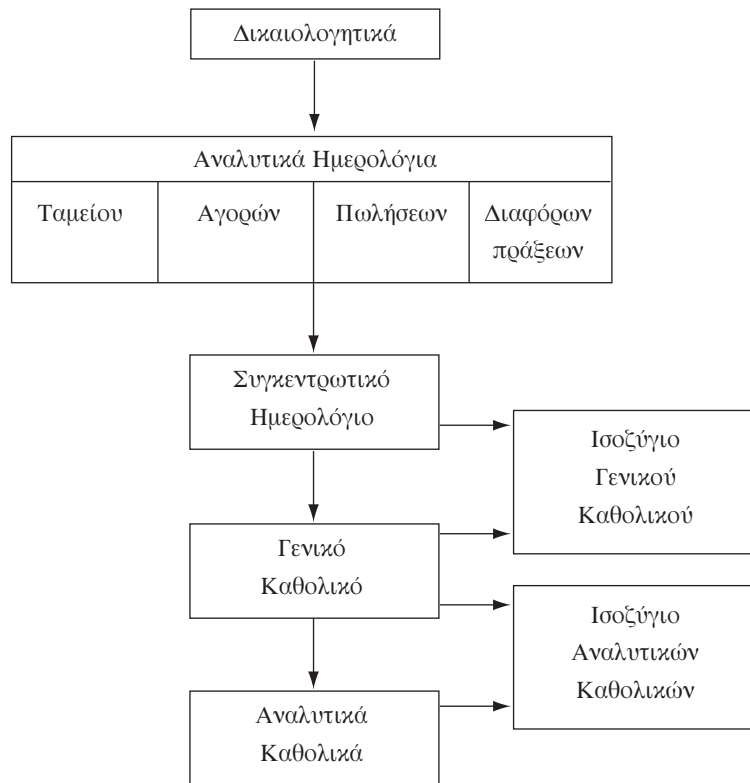 Δικαιολογητικά
Αναλυτικά Ημερολόγια
Ταμείου
Αγορών
Πωλήσεων
Διαφόρων
πράξεων
Συγκεντρωτικό
Ημερολόγιο
Ισοζύγιο
Γενικού
Καθολικού
Γενικό
Καθολικό
Ισοζύγιο
Αναλυτικών
Καθολικών
Αναλυτικά
Καθολικά